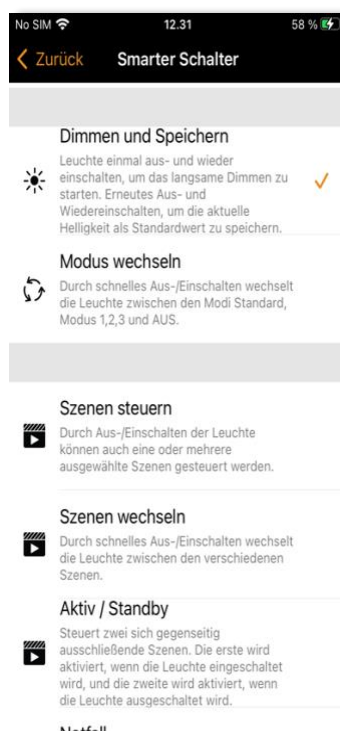 No SIM 12.31 58 %
Zurück Smarter Schalter
Dimmen und Speichern
Leuchte einmal aus- und wieder
einschalten, um das langsame Dimmen zu
starten. Erneutes Aus- und
Wiedereinschalten, um die aktuelle
Helligkeit als Standardwert zu speichern.
Modus wechseln
Durch schnelles Aus-/Einschalten wechselt
die Leuchte zwischen den Modi Standard,
Modus 1,2,3 und AUS.
Szenen steuern
Durch Aus-/Einschalten der Leuchte
können auch eine oder mehrere
ausgewählte Szenen gesteuert werden.
Szenen wechseln
Durch schnelles Aus-/Einschalten wechselt
die Leuchte zwischen den verschiedenen
Szenen.
Aktiv / Standby
Steuert zwei sich gegenseitig
ausschließende Szenen. Die erste wird
aktiviert, wenn die Leuchte eingeschaltet
wird, und die zweite wird aktiviert, wenn
die Leuchte ausgeschaltet wird.
Notfall